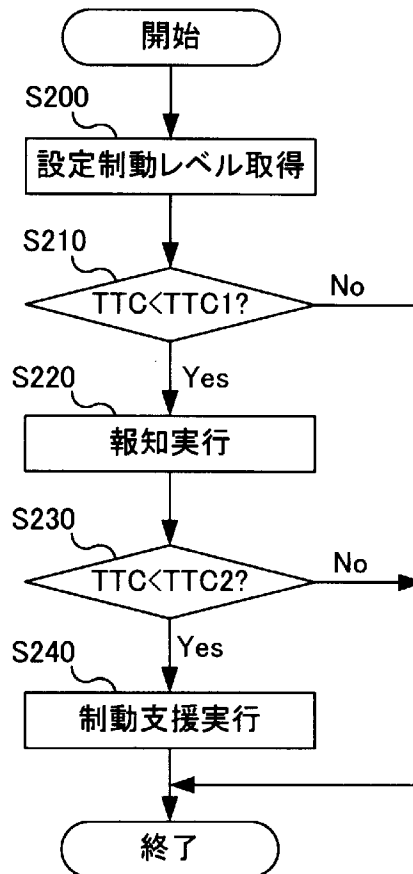 開始
S200
設定制動レベル取得
S210
TTC<TTC1?
No
Yes
S220
報知実行
S230
TTC<TTC2?
No
Yes
S240
制動支援実行
終了